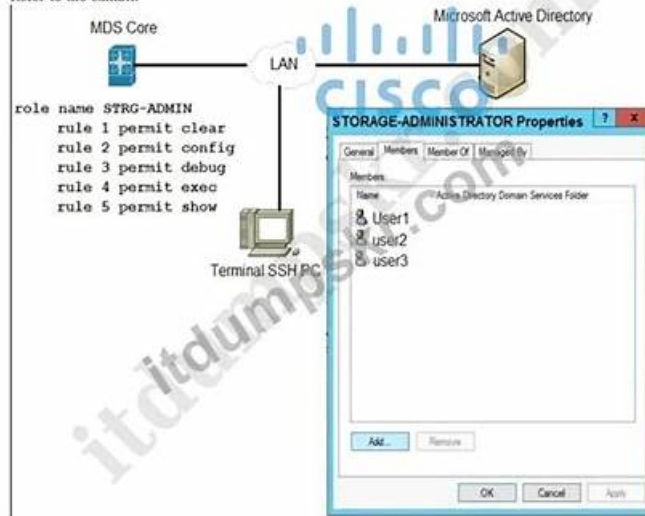 MDS Core
Microsoft Active Directory
LAN
CISCO
role name STRG-ADMIN
rule 1 permit clear
rule 2 permit config
rule 3 permit debug
rule 4 permit exec
rule 5 permit show
Terminal SSH PC
STORAGE-ADMINISTRATOR Properties
? X
General Members Member Of Managed By
Members:
Name Active Directory Domain Services Folder
User1
user2
user3
Add... Remove
OK Cancel Apply
itdumpskr.com